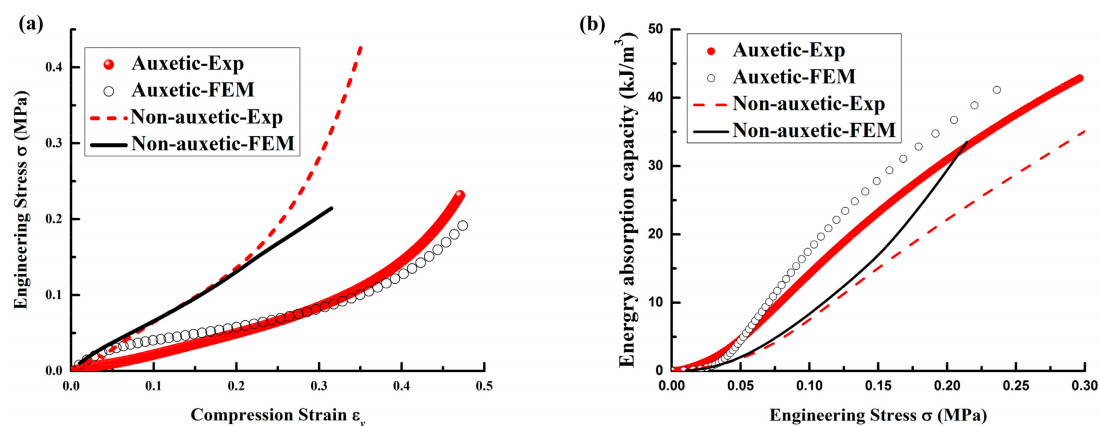 (a)
Auxetic-Exp
Auxetic-FEM
Non-auxetic-Exp
Non-auxetic-FEM
Engineering Stress σ (MPa)
0.4
0.3
0.2
0.1
0.0
0.0 0.1 0.2 0.3 0.4 0.5
Compression Strain εy
(b)
Auxetic-Exp
Auxetic-FEM
Non-auxetic-Exp
Non-auxetic-FEM
Energry absorption capacity (kJ/m³)
50
40
30
20
10
0
0.00 0.05 0.10 0.15 0.20 0.25 0.30
Engineering Stress σ (MPa)